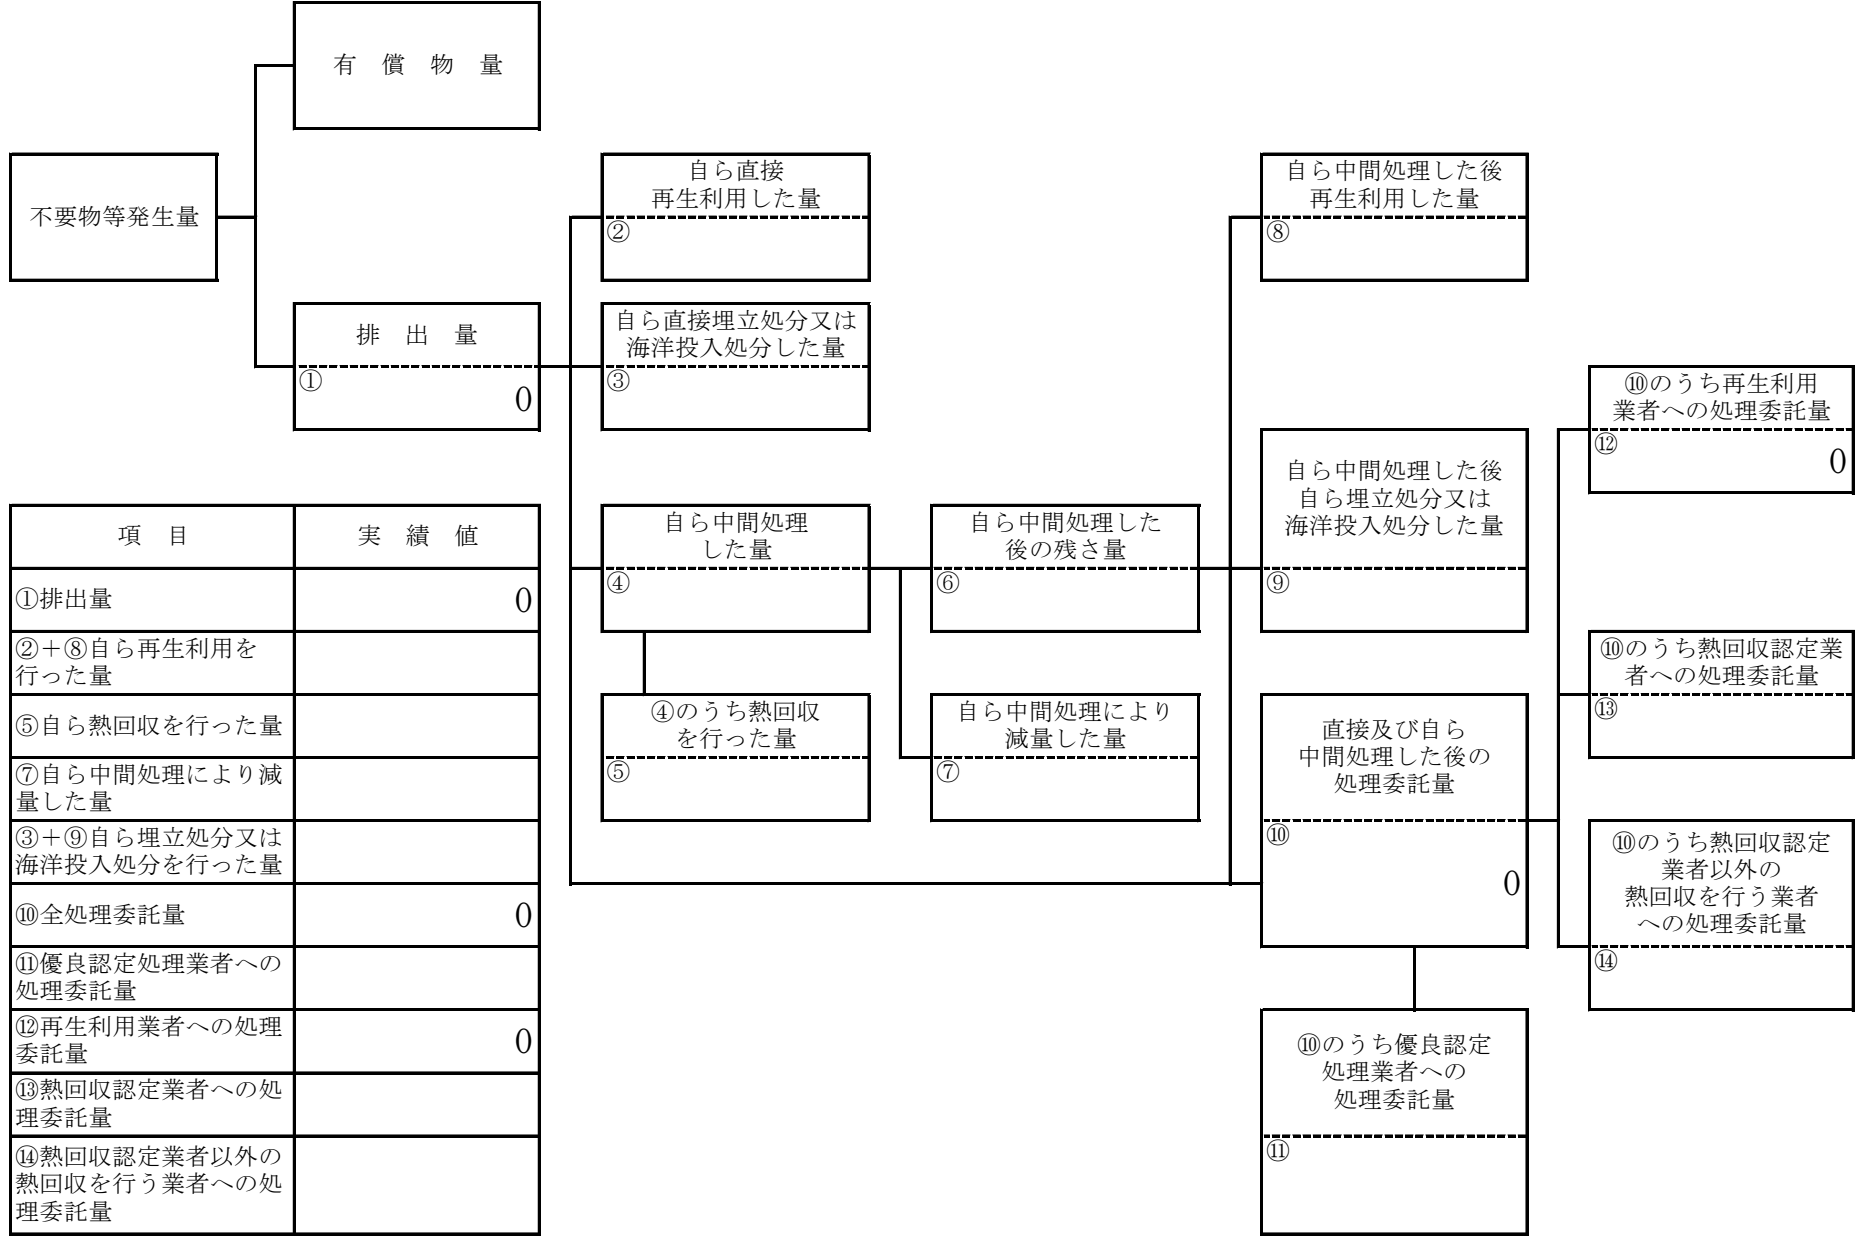 有 償 物 量
不要物等発生量
排 出 量
①
0
自ら直接
再生利用した量
②
自ら直接埋立処分又は
海洋投入処分した量
③
自ら中間処理
した量
④
④のうち熱回収
を行った量
⑤
自ら中間処理した
後の残さ量
⑥
自ら中間処理により
減量した量
⑦
自ら中間処理した後
再生利用した量
⑧
自ら中間処理した後
自ら埋立処分又は
海洋投入処分した量
⑨
直接及び自ら
中間処理した後の
処理委託量
⑩
0
⑩のうち優良認定
処理業者への
処理委託量
⑪
⑩のうち再生利用
業者への処理委託量
⑫
0
⑩のうち熱回収認定業
者への処理委託量
⑬
⑩のうち熱回収認定
業者以外の
熱回収を行う業者
への処理委託量
⑭
項 目 実 績 値
①排出量 0
②＋⑧自ら再生利用を
行った量
⑤自ら熱回収を行った量
⑦自ら中間処理により減
量した量
③＋⑨自ら埋立処分又は
海洋投入処分を行った量
⑩全処理委託量 0
⑪優良認定処理業者への
処理委託量
⑫再生利用業者への処理
委託量 0
⑬熱回収認定業者への処
理委託量
⑭熱回収認定業者以外の
熱回収を行う業者への処
理委託量